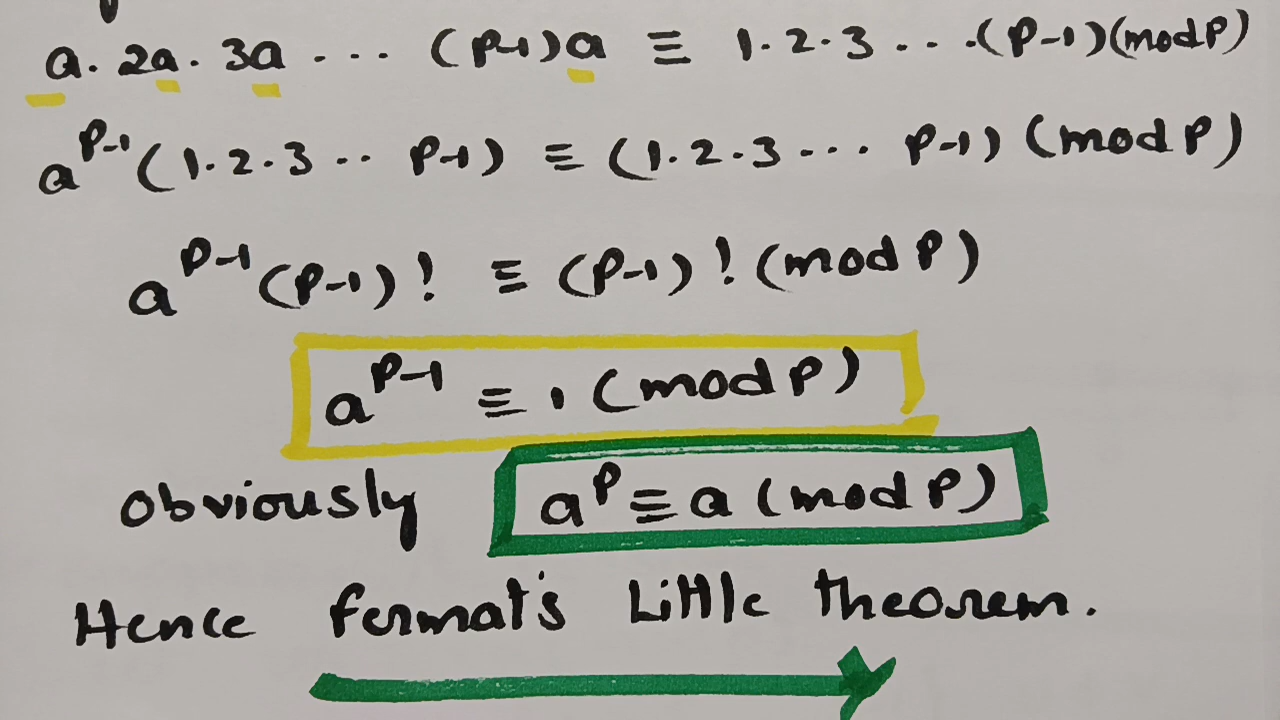 a. 2a. 3a ... (P-1)a ≡ 1.2.3 ... (P-1)(mod P)
a^P-1 (1.2.3 .. P-1) ≡ (1.2.3 ... P-1) (mod P)
a^P-1 (P-1)! ≡ (P-1)! (mod P)
a^P-1 ≡ 1 (mod P)
obviously a^P ≡ a (mod P)
Hence fermat's Little theorem.